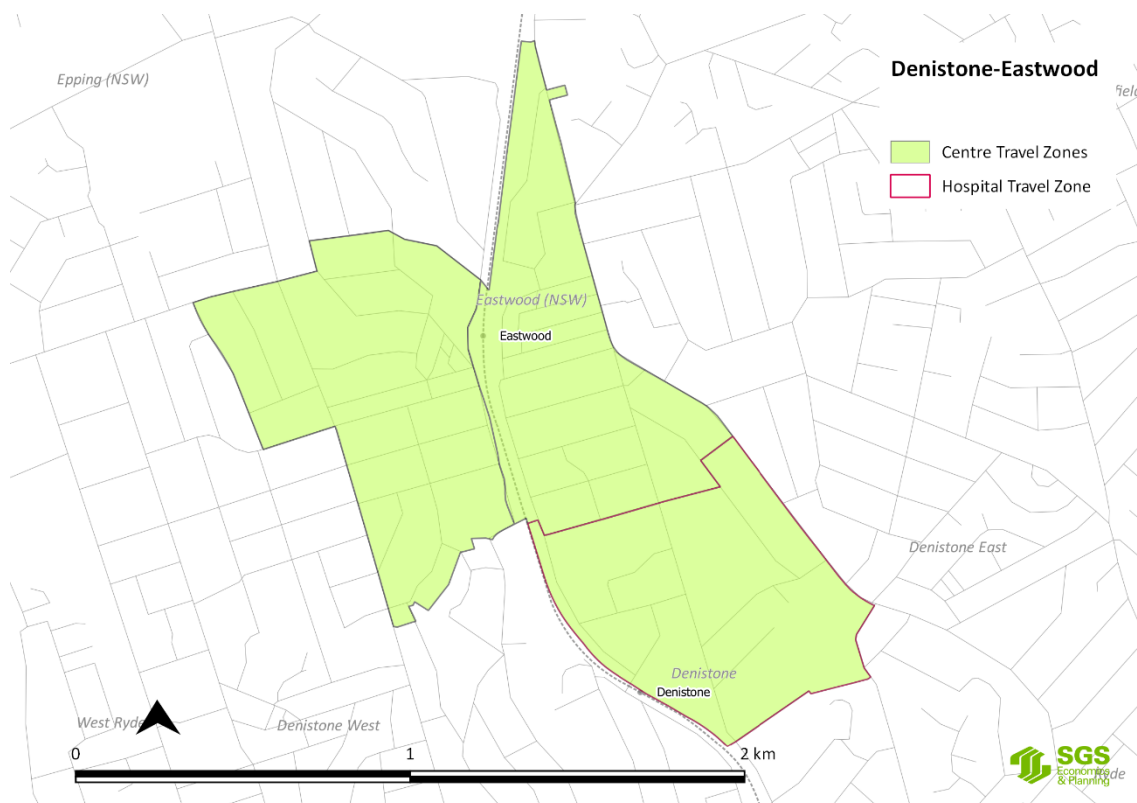 Denistone-Eastwood
Epping (NSW)
Centre Travel Zones
Hospital Travel Zone
Eastwood (NSW)
Eastwood
Denistone East
Denistone
Denistone
Denistone West
0
1
2 km
SGS
Economics
& Planning
Ryde